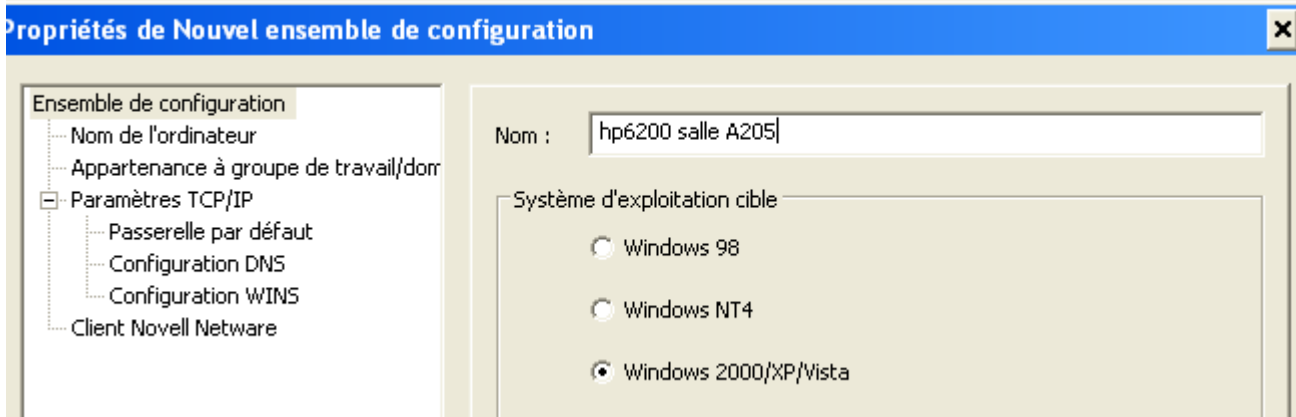 Propriétés de Nouvel ensemble de configuration
Ensemble de configuration
Nom de l'ordinateur
Appartenance à groupe de travail/dom
Paramètres TCP/IP
Passerelle par défaut
Configuration DNS
Configuration WINS
Client Novell Netware
Nom :
hp6200 salle A205
Système d'exploitation cible
Windows 98
Windows NT4
Windows 2000/XP/Vista